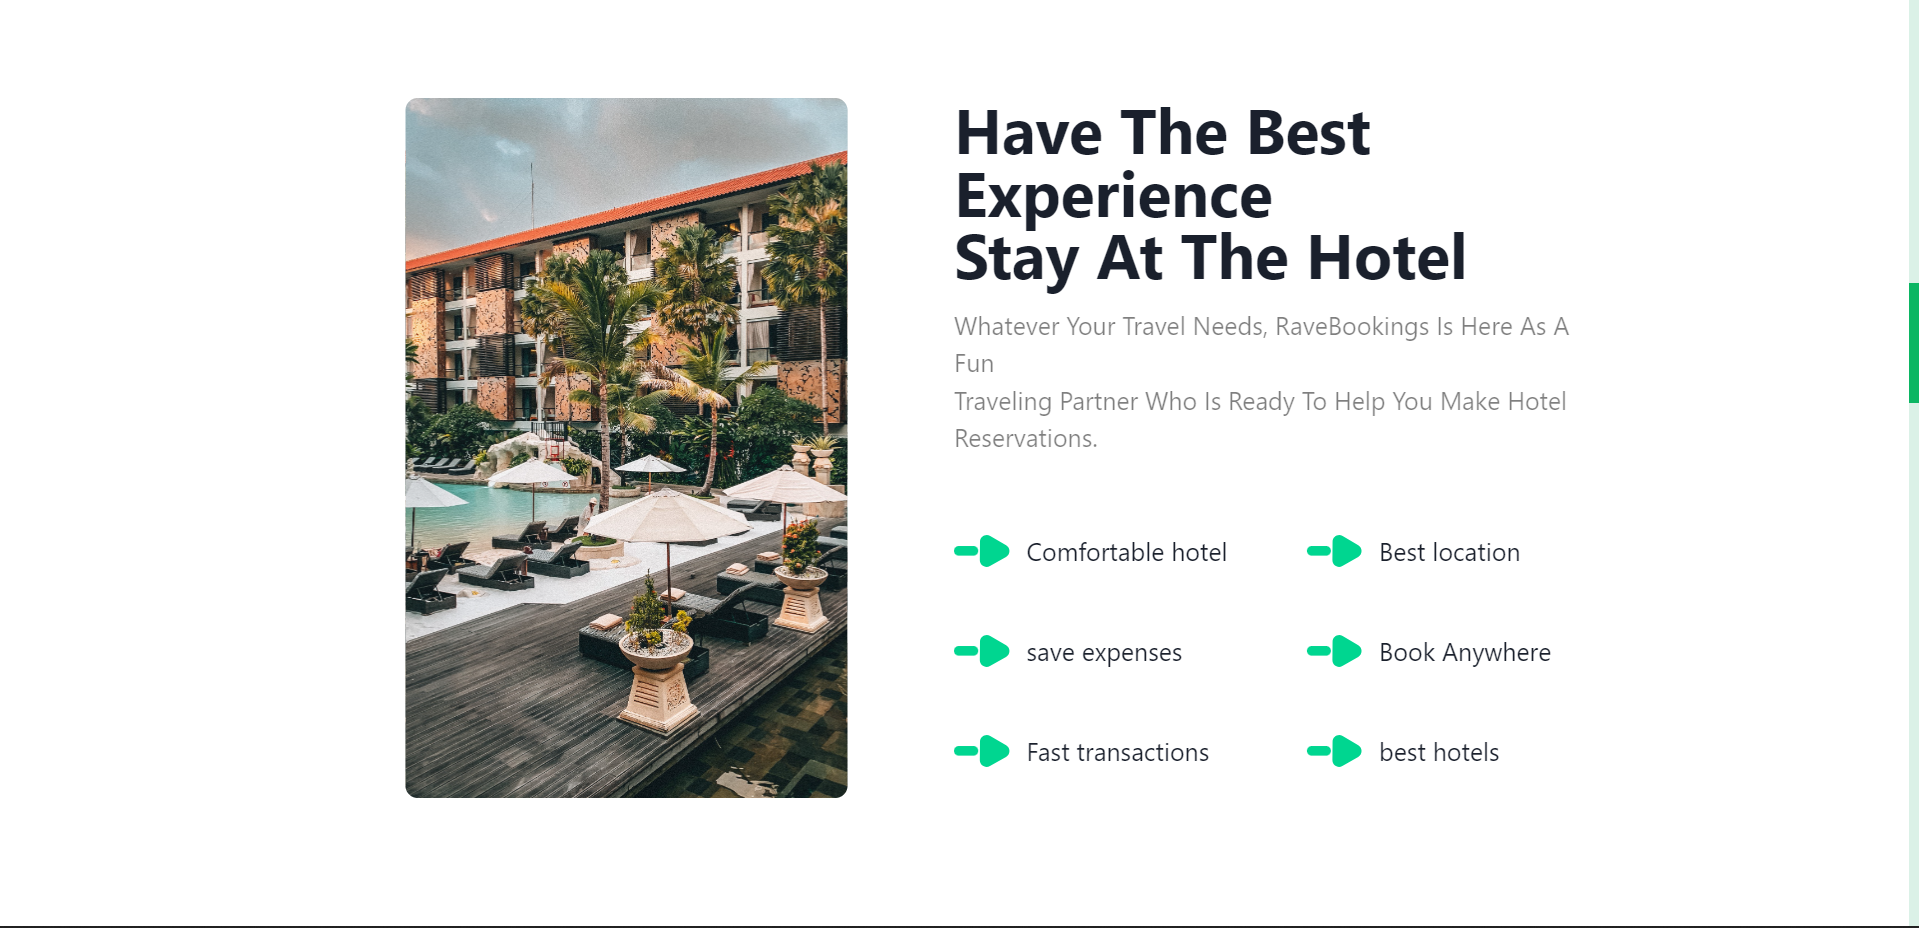 Have The Best
Experience
Stay At The Hotel
Whatever Your Travel Needs, RaveBookings Is Here As A
Fun
Traveling Partner Who Is Ready To Help You Make Hotel
Reservations.
Comfortable hotel
Best location
save expenses
Book Anywhere
Fast transactions
best hotels